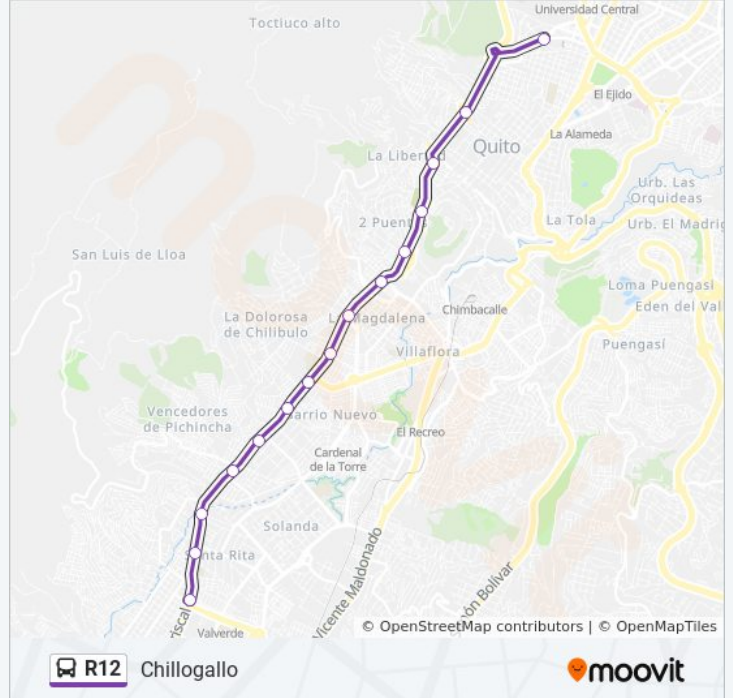 Toctiuco alto
Universidad Central
El Ejido
La Alameda
Quito
La Libertad
Urb. Las
Orquideas
2 Puentes
La Tola
Urb. El Madrig
San Luis de Lloa
Loma Puengasí
Eden del Val
La Dolorosa
de Chilibulo
La Magdalena
Chimbacalle
Puengasí
Villaflora
Vencedores
de Pichincha
Barrio Nuevo
El Recreo
Cardenal
de la Torre
Solanda
Santa Rita
Vicente Maldonado
ón Bolívar
riscal
Valverde
© OpenStreetMap contributors | © OpenMapTiles
R12 Chillogallo
moovit